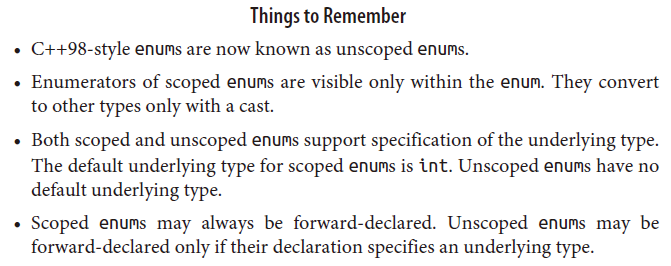 Things to Remember
• C++98-style enums are now known as unscoped enums.
• Enumerators of scoped enums are visible only within the enum. They convert
to other types only with a cast.
• Both scoped and unscoped enums support specification of the underlying type.
The default underlying type for scoped enums is int. Unscoped enums have no
default underlying type.
• Scoped enums may always be forward-declared. Unscoped enums may be
forward-declared only if their declaration specifies an underlying type.